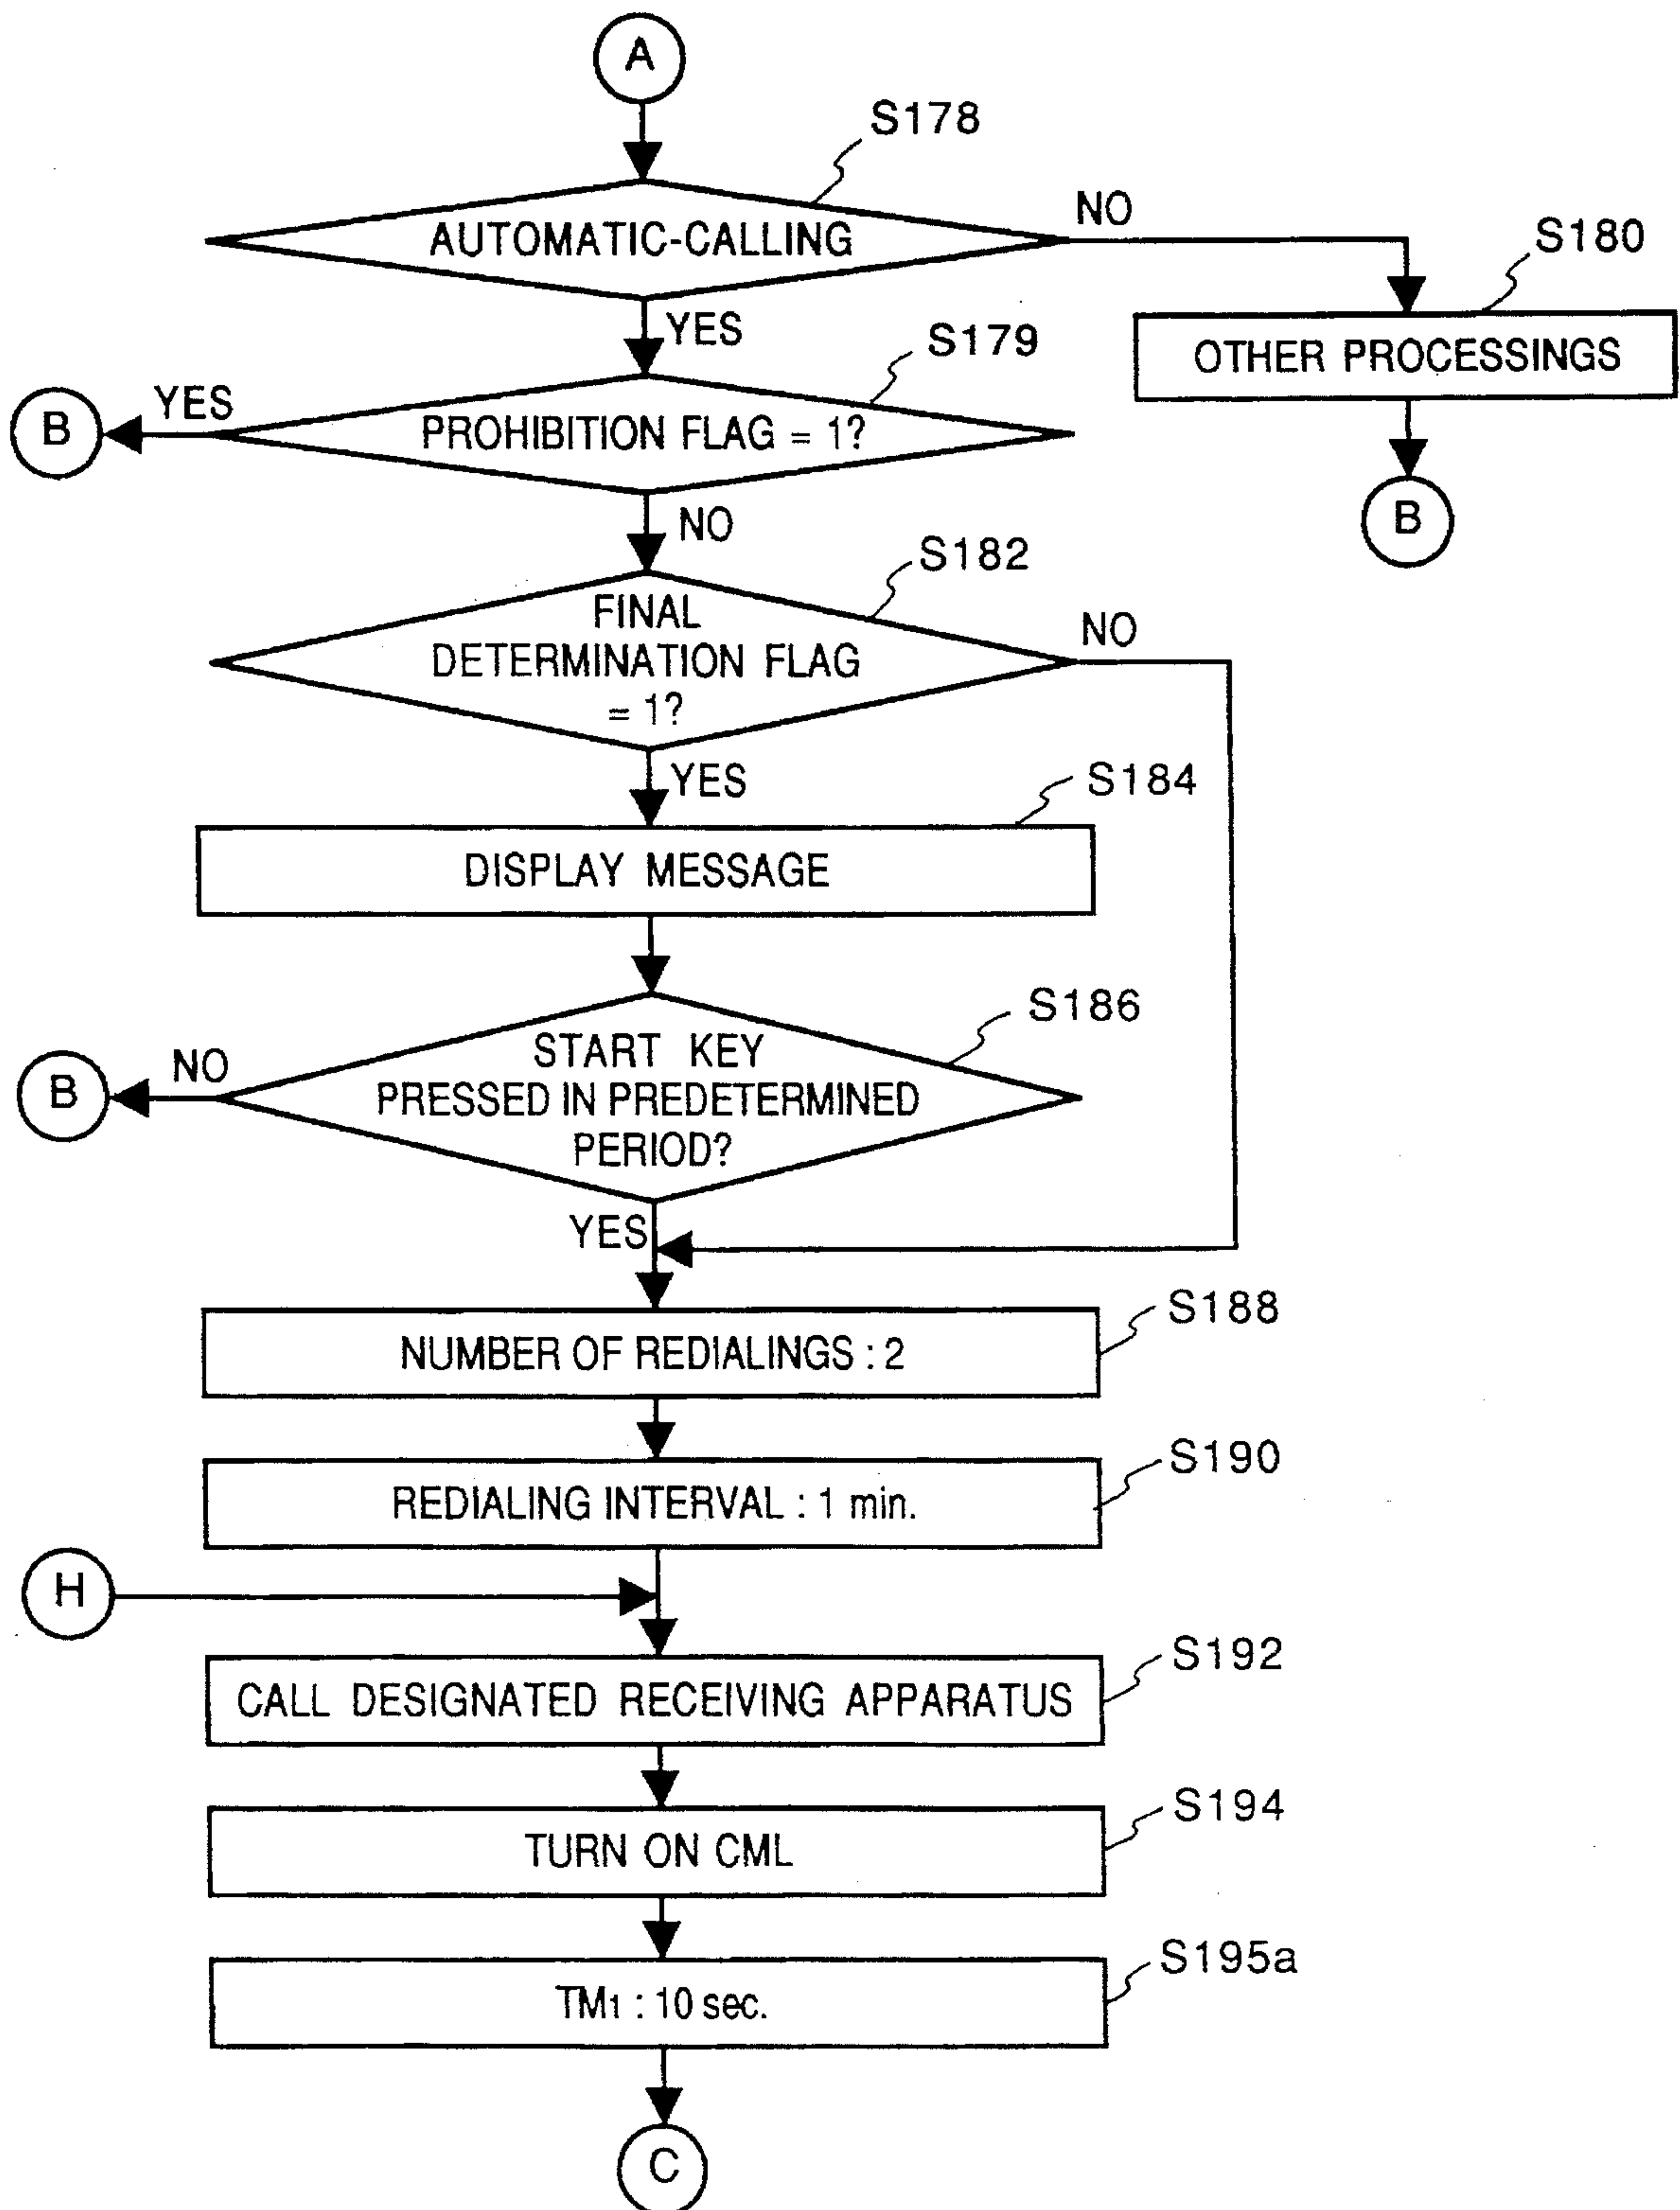 A
S178
AUTOMATIC-CALLING
NO
S180
YES
OTHER PROCESSINGS
S179
B
YES
PROHIBITION FLAG = 1?
B
NO
S182
FINAL
DETERMINATION FLAG
= 1?
NO
YES
S184
DISPLAY MESSAGE
S186
START KEY
PRESSED IN PREDETERMINED
PERIOD?
B
NO
YES
S188
NUMBER OF REDIALINGS : 2
S190
REDIALING INTERVAL : 1 min.
H
S192
CALL DESIGNATED RECEIVING APPARATUS
S194
TURN ON CML
S195a
TM1 : 10 sec.
C